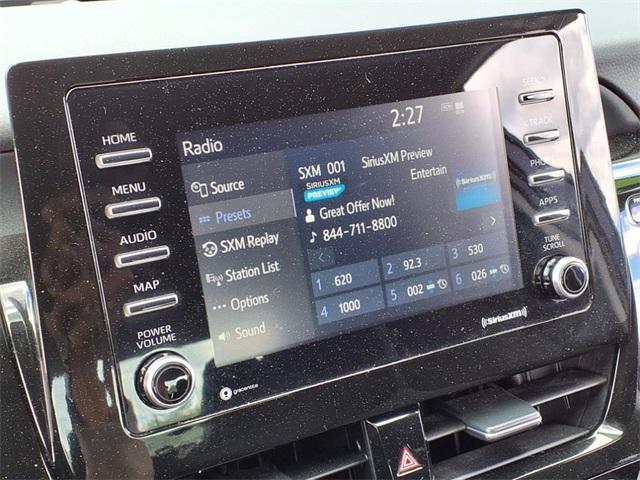 HOME
MENU
AUDIO
MAP
POWER
VOLUME
Radio
2:27
Source
Presets
SXM Replay
Station List
Options
Sound
SXM 001
SiriusXM Preview
SIRIUSXM
PREVIEW
Entertain
SiriusXM
Great Offer Now!
844-711-8800
1 620
2 92.3
3 530
4 1000
5 002
6 026
TRACK
APPS
TUNE
SCROLL
SiriusXM
gracenote